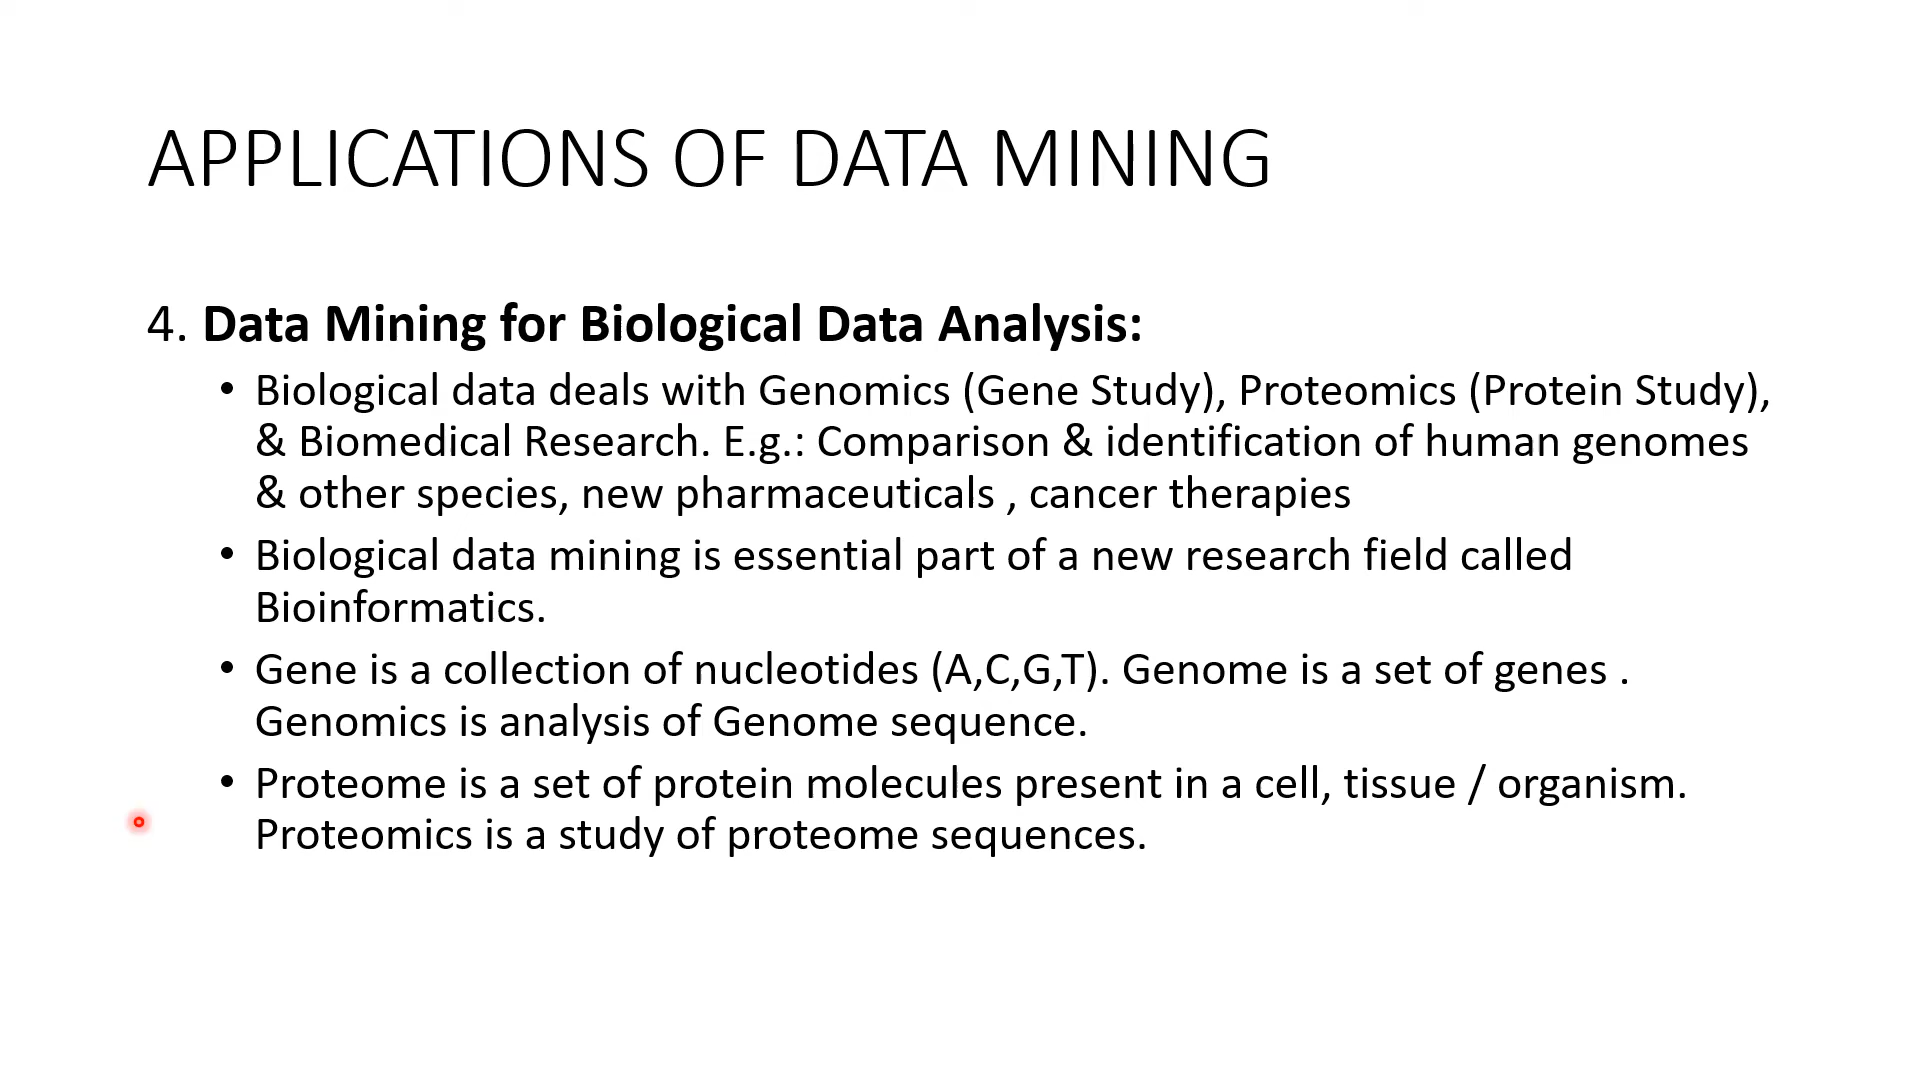 APPLICATIONS OF DATA MINING
4. Data Mining for Biological Data Analysis:
• Biological data deals with Genomics (Gene Study), Proteomics (Protein Study),
& Biomedical Research. E.g.: Comparison & identification of human genomes
& other species, new pharmaceuticals , cancer therapies
• Biological data mining is essential part of a new research field called
Bioinformatics.
• Gene is a collection of nucleotides (A,C,G,T). Genome is a set of genes .
Genomics is analysis of Genome sequence.
• Proteome is a set of protein molecules present in a cell, tissue / organism.
Proteomics is a study of proteome sequences.